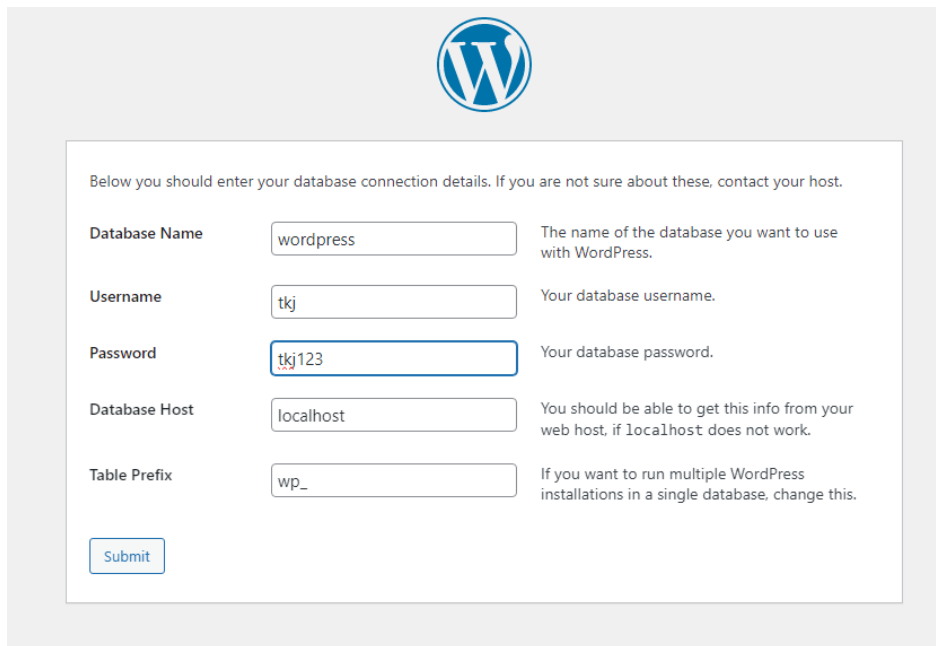 Below you should enter your database connection details. If you are not sure about these, contact your host.
Database Name
wordpress
The name of the database you want to use
with WordPress.
Username
tkj
Your database username.
Password
tkj123
Your database password.
Database Host
localhost
You should be able to get this info from your
web host, if localhost does not work.
Table Prefix
wp_
If you want to run multiple WordPress
installations in a single database, change this.
Submit